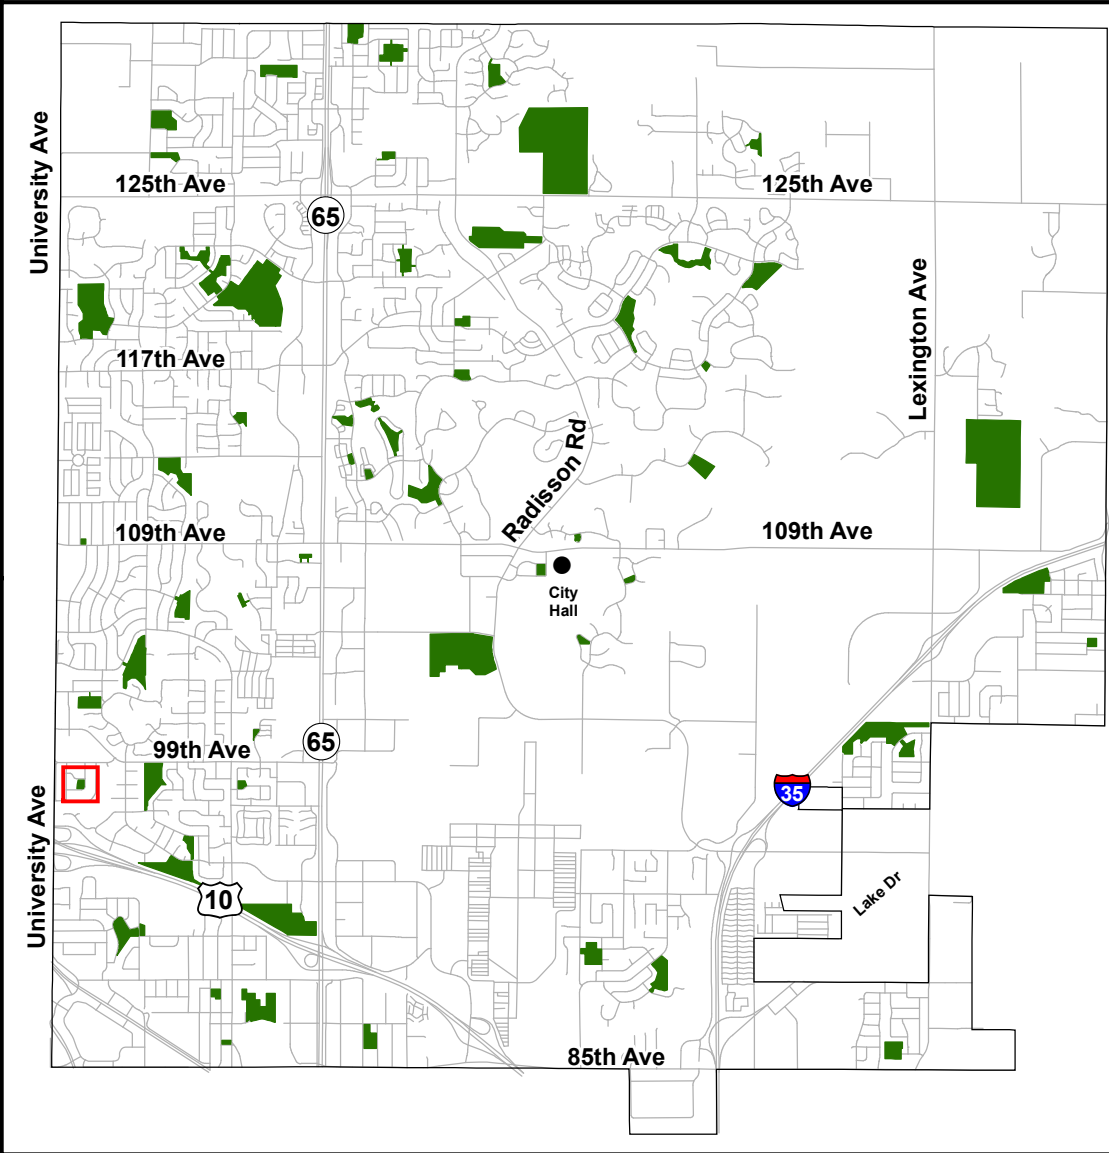 University Ave
125th Ave
125th Ave
65
Lexington Ave
117th Ave
Radisson Rd
109th Ave
109th Ave
City
Hall
99th Ave
65
35
University Ave
10
Lake Dr
85th Ave